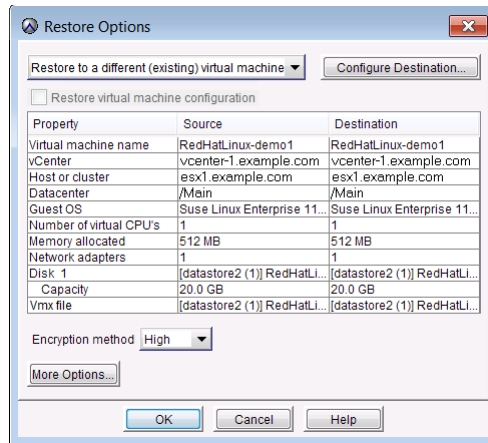 Restore Options
Restore to a different (existing) virtual machine
Configure Destination...
Restore virtual machine configuration
Property Source Destination
Virtual machine name RedHatLinux-demo1 RedHatLinux-demo1
vCenter vcenter-1.example.com vcenter-1.example.com
Host or cluster esx1.example.com esx1.example.com
Datacenter /Main /Main
Guest OS Suse Linux Enterprise 11... Suse Linux Enterprise 11...
Number of virtual CPU's 1 1
Memory allocated 512 MB 512 MB
Network adapters 1 1
Disk 1 [datastore2 (1)] RedHatLi... [datastore2 (1)] RedHatLi...
Capacity 20.0 GB 20.0 GB
Vmx file [datastore2 (1)] RedHatLi... [datastore2 (1)] RedHatLi...
Encryption method High
More Options...
OK Cancel Help